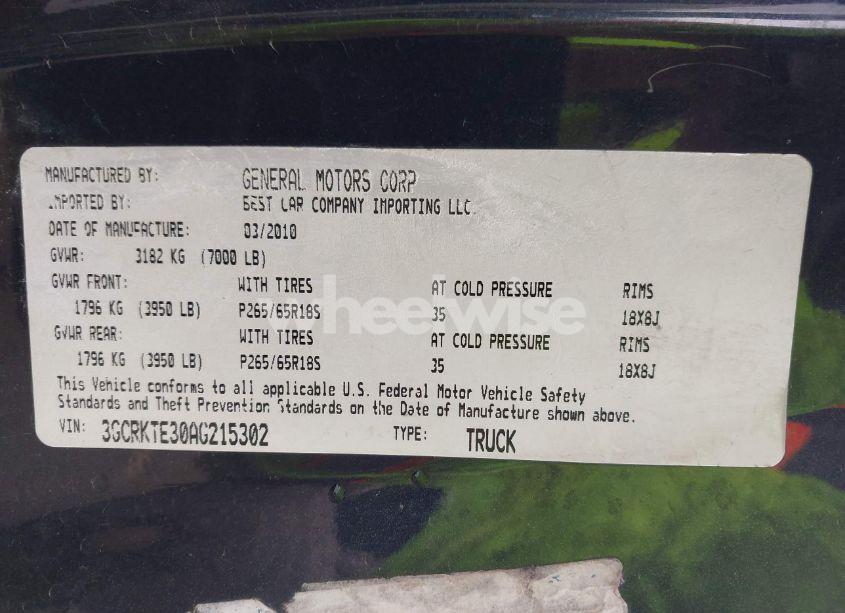 MANUFACTURED BY: GENERAL MOTORS CORP
IMPORTED BY: BEST CAR COMPANY IMPORTING LLC.
DATE OF MANUFACTURE: 03/2010
GVWR: 3182 KG (7000 LB)
GVWR FRONT: WITH TIRES AT COLD PRESSURE RIMS
1796 KG (3950 LB) P265/65R18S 35 18X8J
GVWR REAR: WITH TIRES AT COLD PRESSURE RIMS
1796 KG (3950 LB) P265/65R18S 35 18X8J
This Vehicle conforms to all applicable U.S. Federal Motor Vehicle Safety
Standards and Theft Prevention Standards on the Date of Manufacture shown above.
VIN: 3GCRKTE30AG215302 TYPE: TRUCK
wheelwise